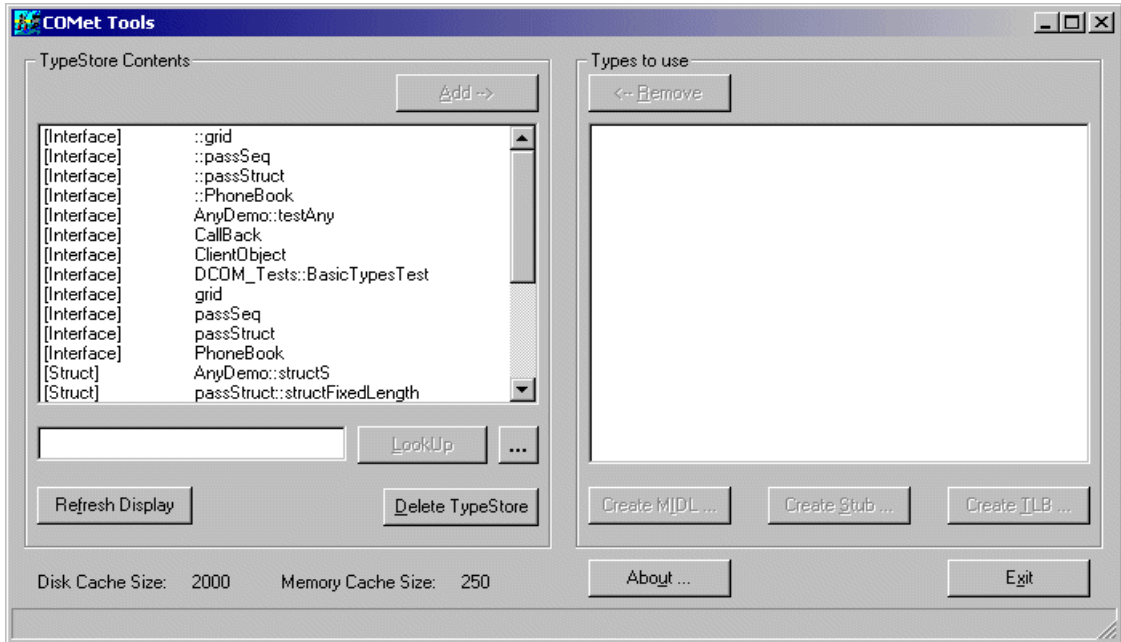 COMet Tools
TypeStore Contents
Add -->
[Interface] ::grid
[Interface] ::passSeq
[Interface] ::passStruct
[Interface] ::PhoneBook
[Interface] AnyDemo::testAny
[Interface] CallBack
[Interface] ClientObject
[Interface] DCOM_Tests::BasicTypesTest
[Interface] grid
[Interface] passSeq
[Interface] passStruct
[Interface] PhoneBook
[Struct] AnyDemo::structS
[Struct] passStruct::structFixedLength
LookUp
...
Refresh Display
Delete TypeStore
Types to use
<-- Remove
Create MIDL ...
Create Stub ...
Create TLB ...
Disk Cache Size: 2000 Memory Cache Size: 250
About ...
Exit